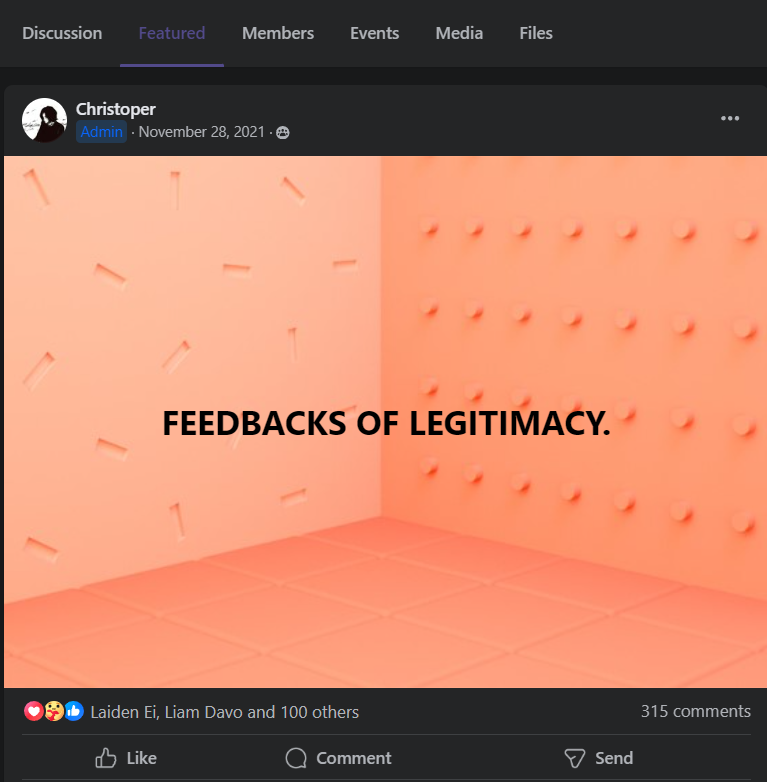 Discussion Featured Members Events Media Files
Christoper
Admin · November 28, 2021 ·
FEEDBACKS OF LEGITIMACY.
Laiden Ei, Liam Davo and 100 others 315 comments
Like Comment Send